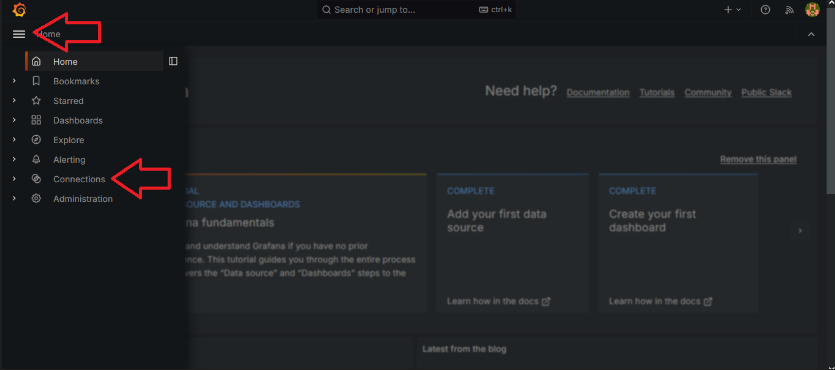 Search or jump to...
ctrl+k
Home
Home
Bookmarks
Starred
Dashboards
Explore
Alerting
Connections
Administration
Need help?
Documentation
Tutorials
Community
Public Slack
Remove this panel
SOURCE AND DASHBOARDS
fundamentals
and understand Grafana if you have no prior
This tutorial guides you through the entire process
the “Data source” and “Dashboards” steps to the
COMPLETE
Add your first data
source
Learn how in the docs
COMPLETE
Create your first
dashboard
Learn how in the docs
Latest from the blog